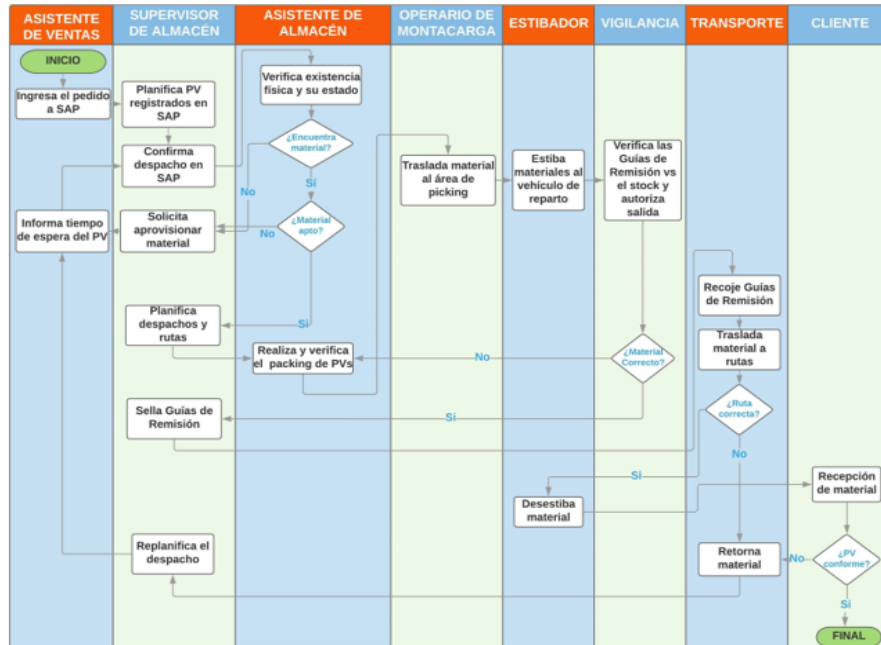 ASISTENTE
DE VENTAS
SUPERVISOR
DE ALMACÉN
ASISTENTE DE
ALMACÉN
OPERARIO DE
MONTACARGA
ESTIBADOR
VIGILANCIA
TRANSPORTE
CLIENTE
INICIO
Ingresa el pedido
a SAP
Planifica PV
registrados en
SAP
Verifica existencia
física y su estado
Confirma
despacho en
SAP
¿Encuentra
material?
No
Sí
Traslada material
al área de
picking
Estiba
materiales al
vehículo de
reparto
Verifica las
Guías de
Remisión vs
el stock y
autoriza
salida
Informa tiempo
de espera del PV
Solicita
aprovisionar
material
No
¿Material
apto?
Si
Planifica
despachos y
rutas
Realiza y verifica
el packing de PVs
No
¿Material
Correcto?
Sí
Recoje Guías
de Remisión
Traslada
material a
rutas
¿Ruta
correcta?
No
Si
Sella Guías de
Remisión
Desestiba
material
Recepción
de material
Replanifica el
despacho
Retorna
material
No
¿PV
conforme?
Si
FINAL